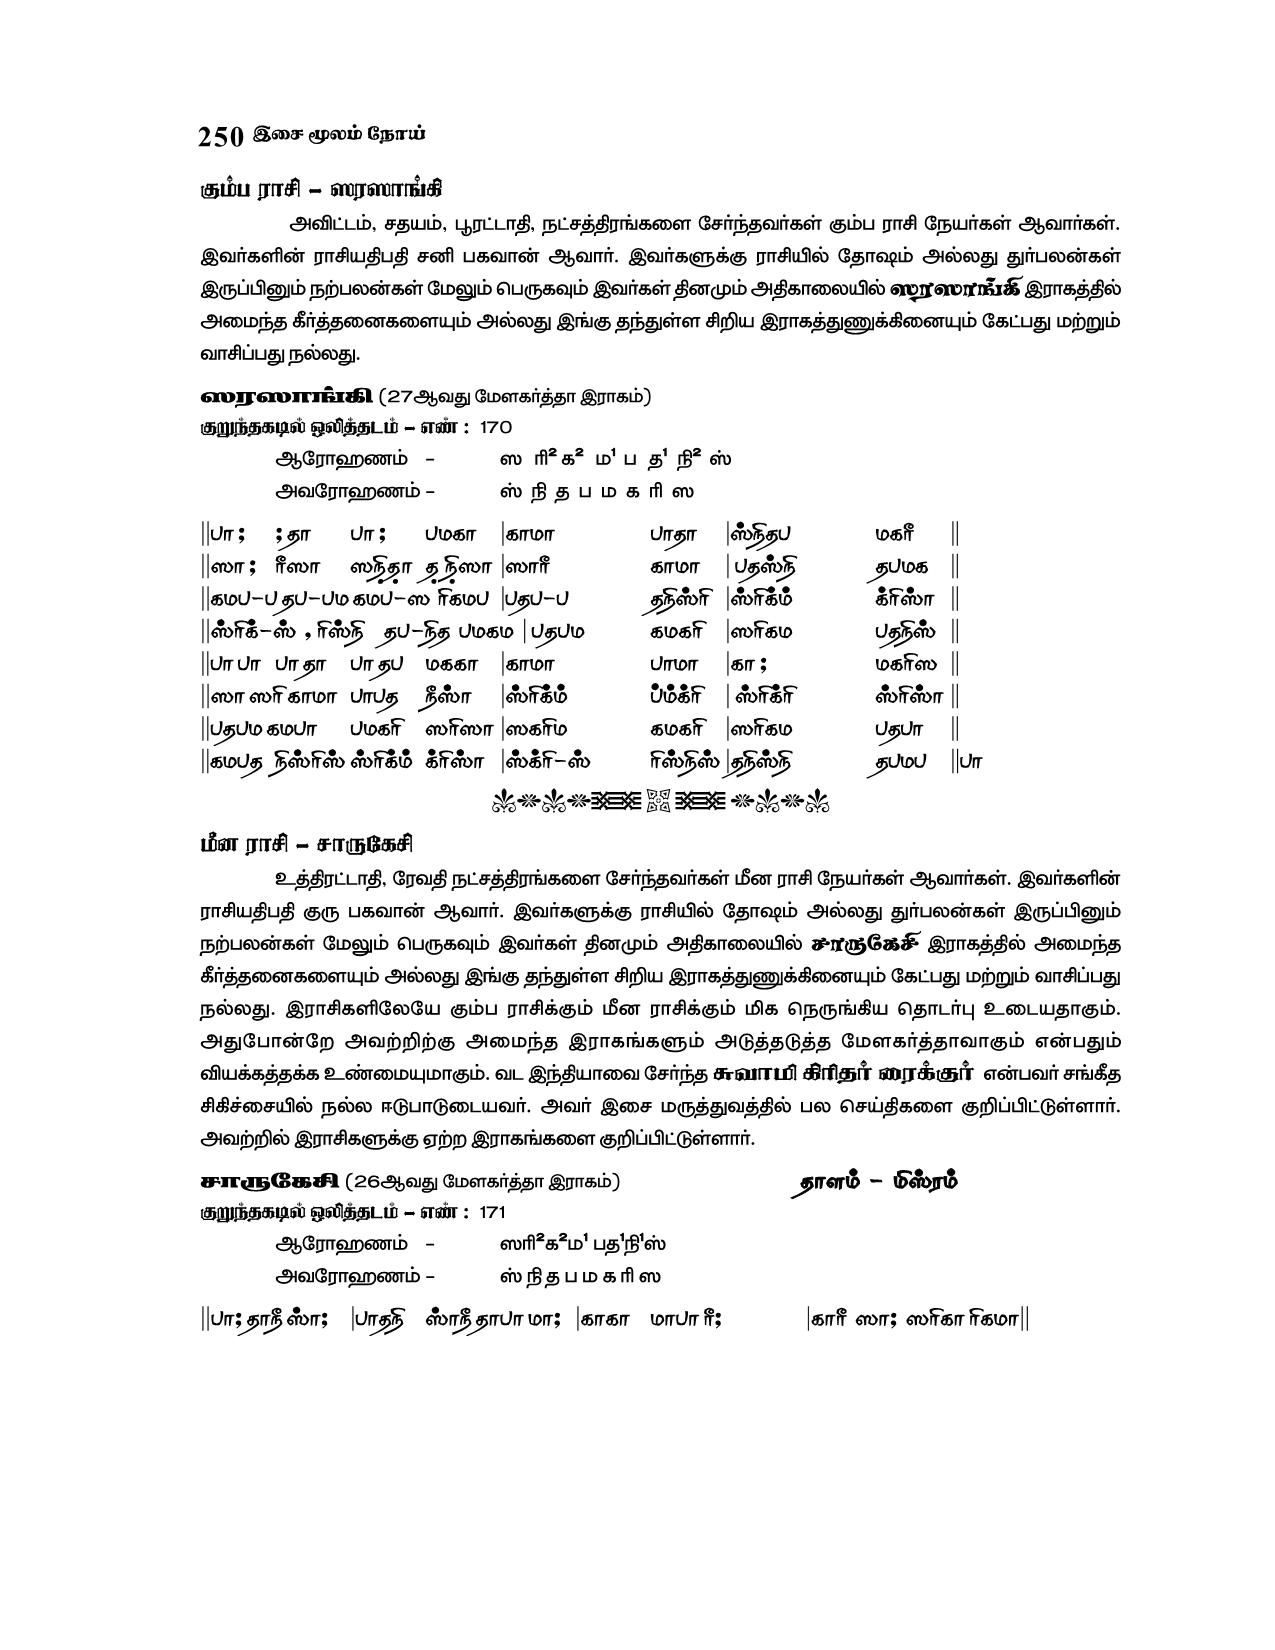 250 இசை மூலம் நோய்
கும்ப ராசி – ஸரஸாங்கி
அவிட்டம், சதயம், பூரட்டாதி, நட்சத்திரங்களை சேர்ந்தவர்கள் கும்ப ராசி நேயர்கள் ஆவார்கள்.
இவர்களின் ராசியதிபதி சனி பகவான் ஆவார். இவர்களுக்கு ராசியில் தோஷம் அல்லது துர்பலன்கள்
இருப்பினும் நற்பலன்கள் மேலும் பெருகவும் இவர்கள் தினமும் அதிகாலையில் ஸரஸாங்கி இராகத்தில்
அமைந்த கீர்த்தனைகளையும் அல்லது இங்கு தந்துள்ள சிறிய இராகத்துணுக்கினையும் கேட்பது மற்றும்
வாசிப்பது நல்லது.
ஸரஸாங்கி (27ஆவது மேளகர்த்தா இராகம்)
குறுந்தகடில் ஒலித்தடம் – எண் : 170
ஆரோஹணம் – ஸ ரி² க² ம¹ ப த¹ நி² ஸ்
அவரோஹணம் – ஸ் நி த ப ம க ரி ஸ
||பா ; ; தா பா ; பமகா |காமா பாதா |ஸ்நிதப மகரீ ||
||ஸா ; ரீஸா ஸநி̣தா̣ த̣ நி̣ஸா |ஸாரீ காமா |பதஸ்நி தபமக ||
||கமப–ப தப–பம கமப–ஸ ரிகமப |பதப–ப தநிஸ்ரி் |ஸ்ரி்க்ம் க்ரி்ஸா் ||
||ஸ்ரி்க்–ஸ் , ரி்ஸ்நி தப–நித பமகம |பதபம கமகரி |ஸரிகம பதநிஸ் ||
||பா பா பா தா பா தப மககா |காமா பாமா |கா ; மகரிஸ ||
||ஸா ஸரி காமா பாபத நீஸா் |ஸ்ரி்க்ம் ப்ம்க்ரி் |ஸ்ரி்க்ரி் ஸ்ரி்ஸா் ||
||பதபம கமபா பமகரி ஸரிஸா |ஸகரிம கமகரி |ஸரிகம பதபா ||
||கமபத நிஸ்ரி்ஸ் ஸ்ரி்க்ம் க்ரி்ஸா் |ஸ்க்ரி்–ஸ் ரி்ஸ்நிஸ் |தநிஸ்நி தபமப ||பா
மீன ராசி – சாருகேசி
உத்திரட்டாதி, ரேவதி நட்சத்திரங்களை சேர்ந்தவர்கள் மீன ராசி நேயர்கள் ஆவார்கள். இவர்களின்
ராசியதிபதி குரு பகவான் ஆவார். இவர்களுக்கு ராசியில் தோஷம் அல்லது துர்பலன்கள் இருப்பினும்
நற்பலன்கள் மேலும் பெருகவும் இவர்கள் தினமும் அதிகாலையில் சாருகேசி இராகத்தில் அமைந்த
கீர்த்தனைகளையும் அல்லது இங்கு தந்துள்ள சிறிய இராகத்துணுக்கினையும் கேட்பது மற்றும் வாசிப்பது
நல்லது. இராசிகளிலேயே கும்ப ராசிக்கும் மீன ராசிக்கும் மிக நெருங்கிய தொடர்பு உடையதாகும்.
அதுபோன்றே அவற்றிற்கு அமைந்த இராகங்களும் அடுத்தடுத்த மேளகர்த்தாவாகும் என்பதும்
வியக்கத்தக்க உண்மையுமாகும். வட இந்தியாவை சேர்ந்த சுவாமி கிரிதர் ரைக்குர் என்பவர் சங்கீத
சிகிச்சையில் நல்ல ஈடுபாடுடையவர். அவர் இசை மருத்துவத்தில் பல செய்திகளை குறிப்பிட்டுள்ளார்.
அவற்றில் இராசிகளுக்கு ஏற்ற இராகங்களை குறிப்பிட்டுள்ளார்.
சாருகேசி (26ஆவது மேளகர்த்தா இராகம்) தாளம் – மிஸ்ரம்
குறுந்தகடில் ஒலித்தடம் – எண் : 171
ஆரோஹணம் – ஸரி²க²ம¹ பத¹நி¹ஸ்
அவரோஹணம் – ஸ் நி த ப ம க ரி ஸ
||பா; தாநீ ஸா்; |பாதநி ஸா்நீ தாபா மா; |காகா மாபா ரீ; |காரீ ஸா; ஸரிகா ரிகமா||